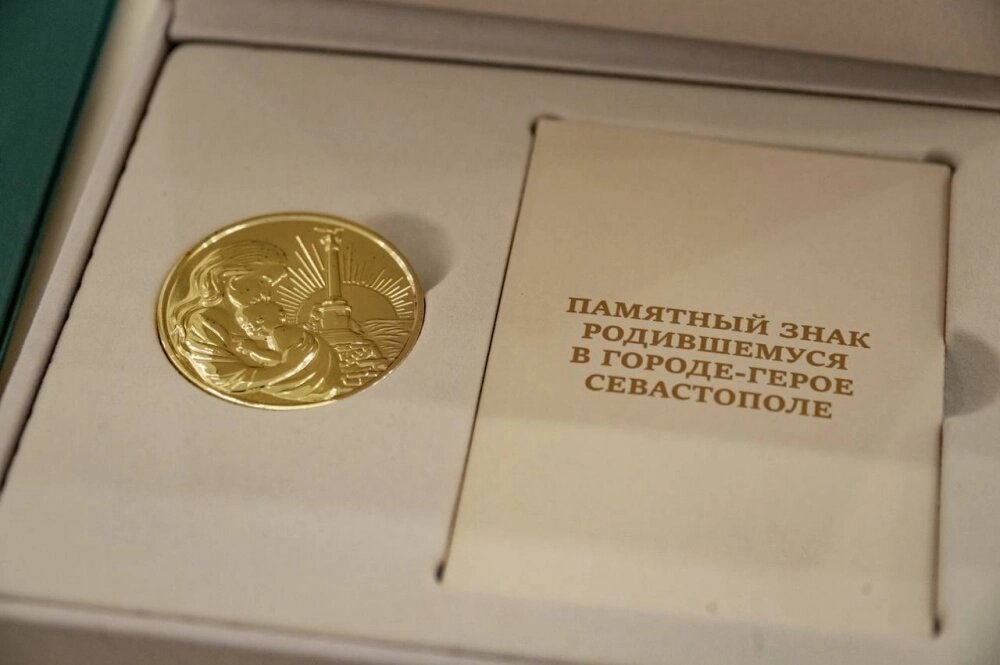 ПАМЯТНЫЙ ЗНАК
РОДИВШЕМУСЯ
В ГОРОДЕ-ГЕРОЕ
СЕВАСТОПОЛЕ